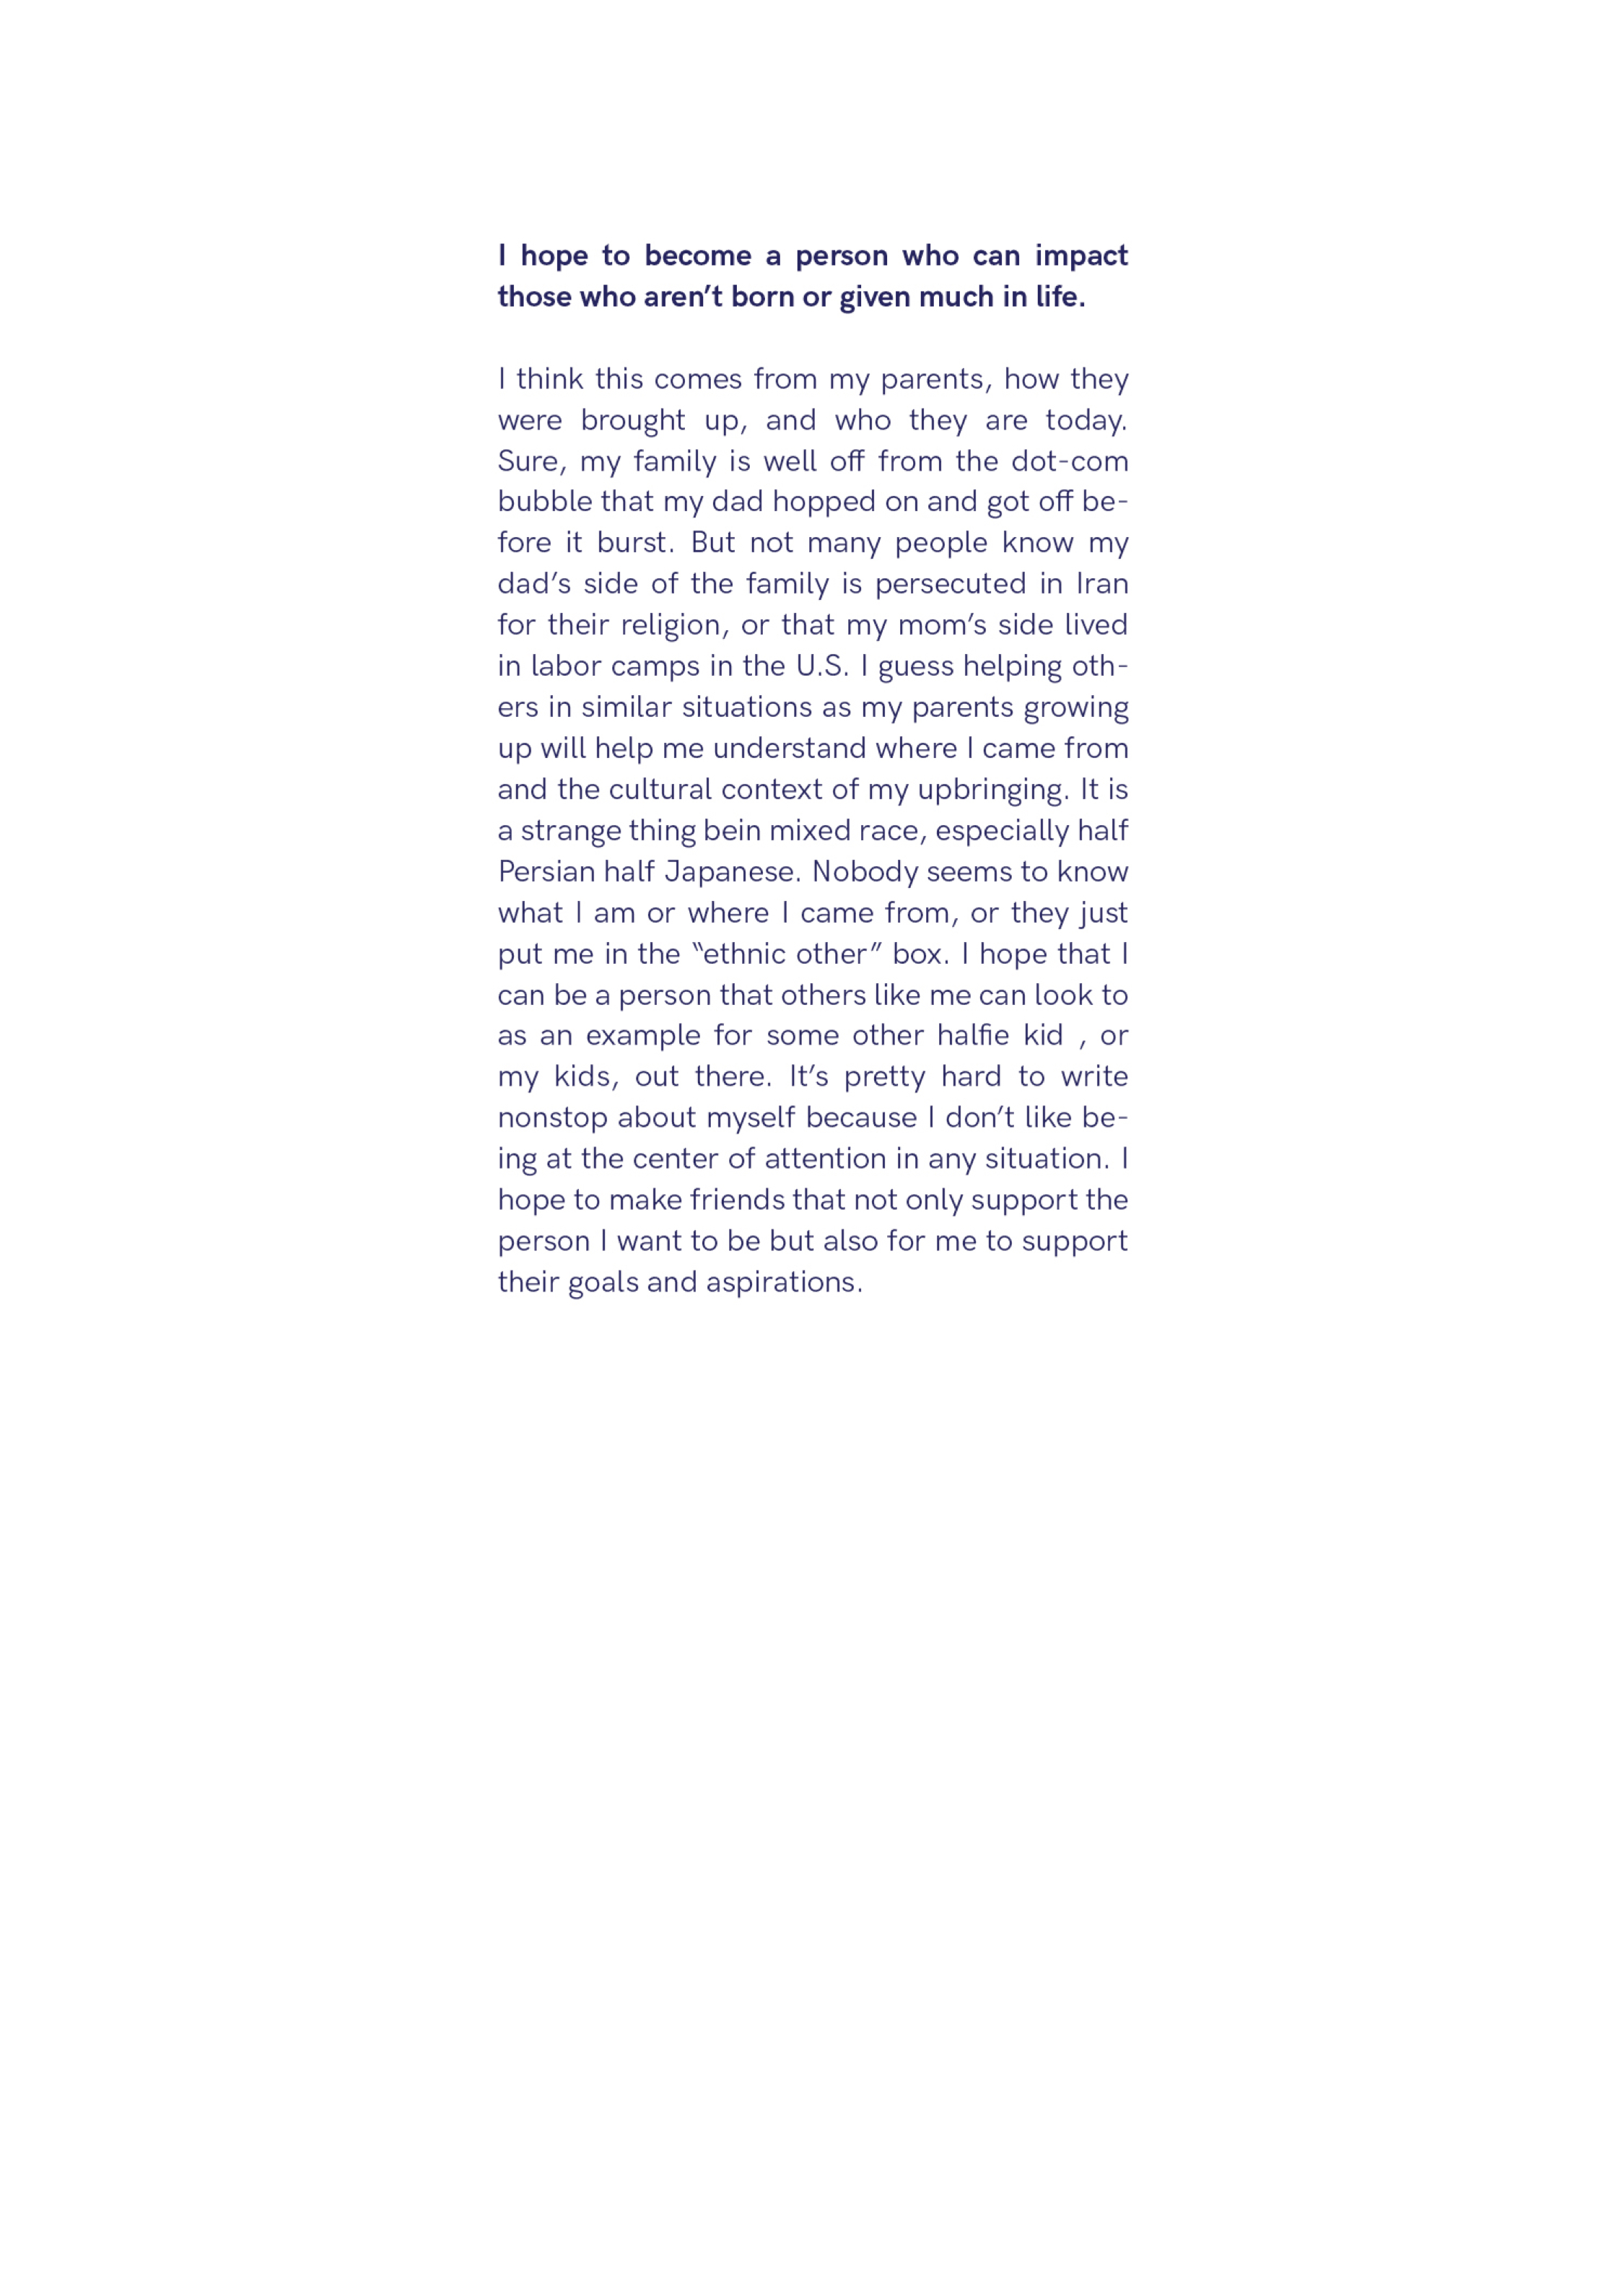 I hope to become a person who can impact
those who aren’t born or given much in life.
I think this comes from my parents, how they
were brought up, and who they are today.
Sure, my family is well off from the dot-com
bubble that my dad hopped on and got off be-
fore it burst. But not many people know my
dad’s side of the family is persecuted in Iran
for their religion, or that my mom’s side lived
in labor camps in the U.S. I guess helping oth-
ers in similar situations as my parents growing
up will help me understand where I came from
and the cultural context of my upbringing. It is
a strange thing bein mixed race, especially half
Persian half Japanese. Nobody seems to know
what I am or where I came from, or they just
put me in the “ethnic other” box. I hope that I
can be a person that others like me can look to
as an example for some other halfie kid , or
my kids, out there. It’s pretty hard to write
nonstop about myself because I don’t like be-
ing at the center of attention in any situation. I
hope to make friends that not only support the
person I want to be but also for me to support
their goals and aspirations.